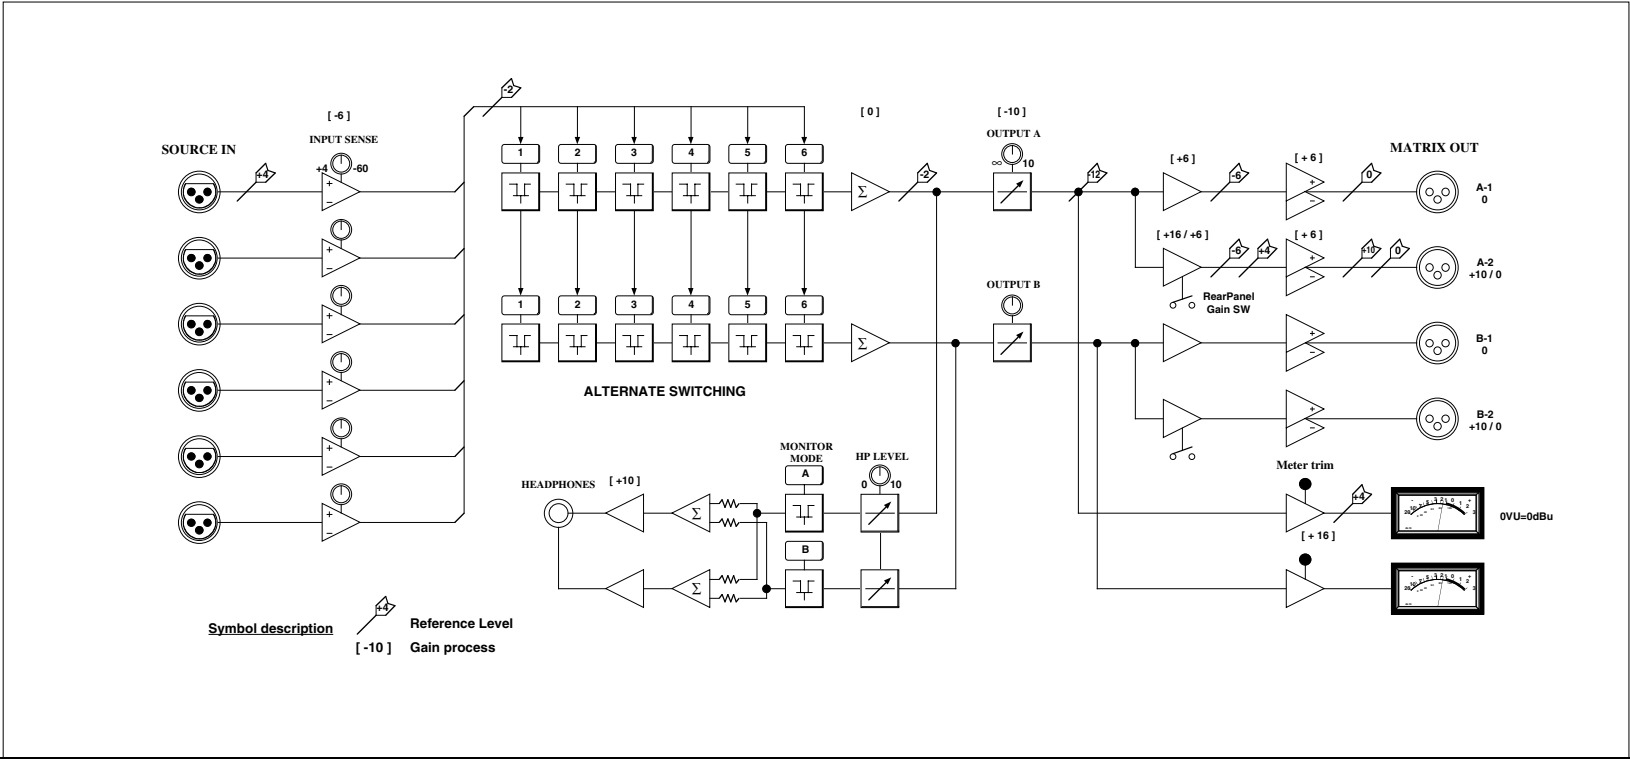 -2
[ -6 ]
[ 0 ]
[ -10 ]
INPUT SENSE
OUTPUT A
SOURCE IN
MATRIX OUT
1 2 3 4 5 6
∞ 10
[ +6 ]
[ + 6 ]
+4
+4 -60
+
−
Σ
-2
-12
-6
0
A-1
0
+
−
+
−
[ +16 / +6 ]
[ + 6 ]
-6
+4
+
−
+10
0
A-2
+10 / 0
OUTPUT B
RearPanel
Gain SW
1 2 3 4 5 6
+
−
Σ
+
−
B-1
0
ALTERNATE SWITCHING
+
−
+
−
B-2
+10 / 0
+
−
MONITOR
MODE
HP LEVEL
A
0 10
Meter trim
HEADPHONES
[ +10 ]
+
−
Σ
+4
0VU=0dBu
[ + 16 ]
B
Σ
+4
Reference Level
Symbol description
[ -10 ] Gain process